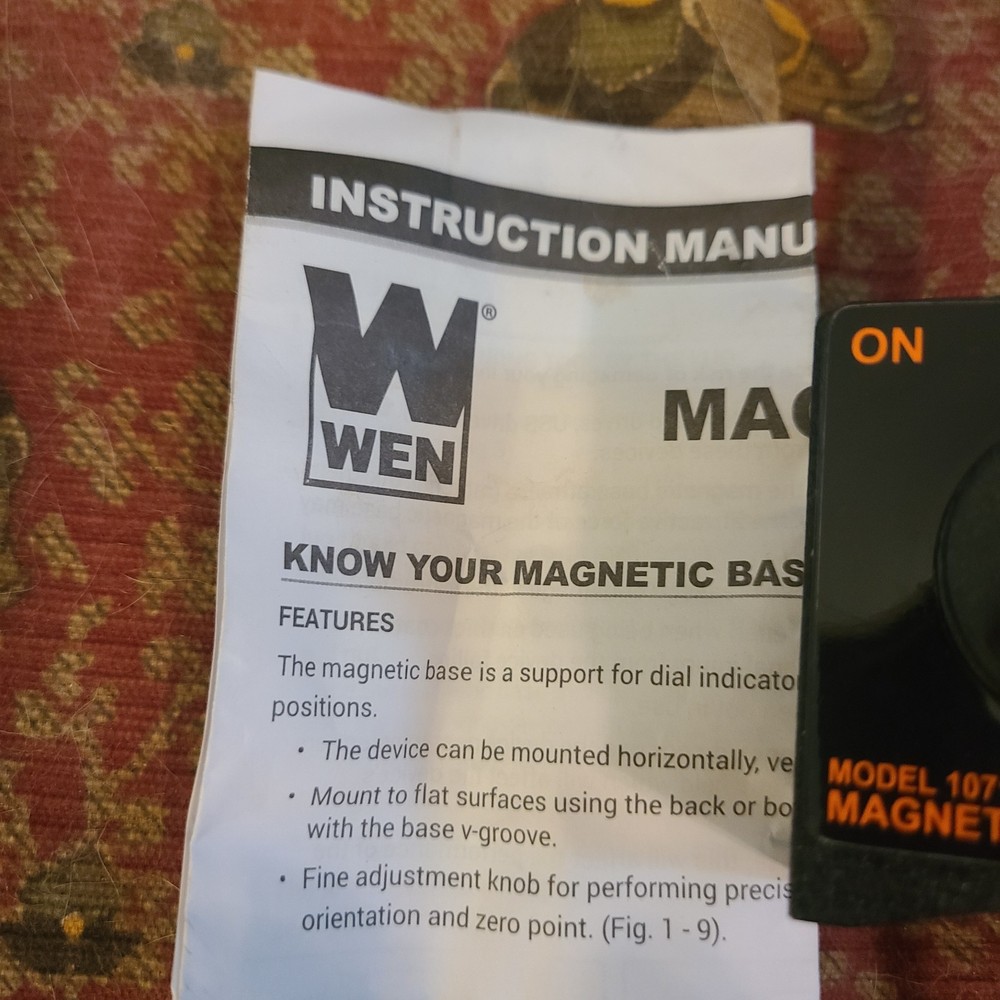 INSTRUCTION MANU
W®
WEN
MAG
KNOW YOUR MAGNETIC BAS
FEATURES
The magnetic base is a support for dial indicato
positions.
• The device can be mounted horizontally, ve
• Mount to flat surfaces using the back or bo
with the base v-groove.
• Fine adjustment knob for performing precis
orientation and zero point. (Fig. 1 - 9).
ON
MODEL 107
MAGNET